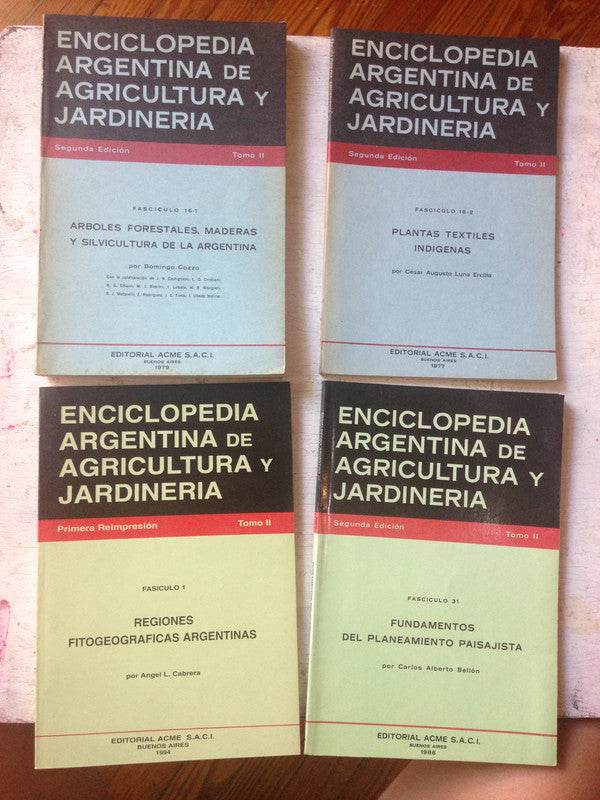 ENCICLOPEDIA
ARGENTINA DE
AGRICULTURA Y
JARDINERIA
Segunda Edición Tomo II
FASCICULO 16-1
ARBOLES FORESTALES, MADERAS
Y SILVICULTURA DE LA ARGENTINA
por Domingo Cozzo
EDITORIAL ACME S.A.C.I.
BUENOS AIRES
1979
ENCICLOPEDIA
ARGENTINA DE
AGRICULTURA Y
JARDINERIA
Segunda Edición Tomo II
FASCICULO 18-2
PLANTAS TEXTILES
INDIGENAS
por César Augusto Luna Ercilla
EDITORIAL ACME S.A.C.I.
BUENOS AIRES
1977
ENCICLOPEDIA
ARGENTINA DE
AGRICULTURA Y
JARDINERIA
Primera Reimpresión Tomo II
FASICULO 1
REGIONES
FITOGEOGRAFICAS ARGENTINAS
por Angel L. Cabrera
EDITORIAL ACME S.A.C.I.
BUENOS AIRES
1994
ENCICLOPEDIA
ARGENTINA DE
AGRICULTURA Y
JARDINERIA
Segunda Edición Tomo II
FASCICULO 31
FUNDAMENTOS
DEL PLANEAMIENTO PAISAJISTA
por Carlos Alberto Bellón
EDITORIAL ACME S.A.C.I.
BUENOS AIRES
1986